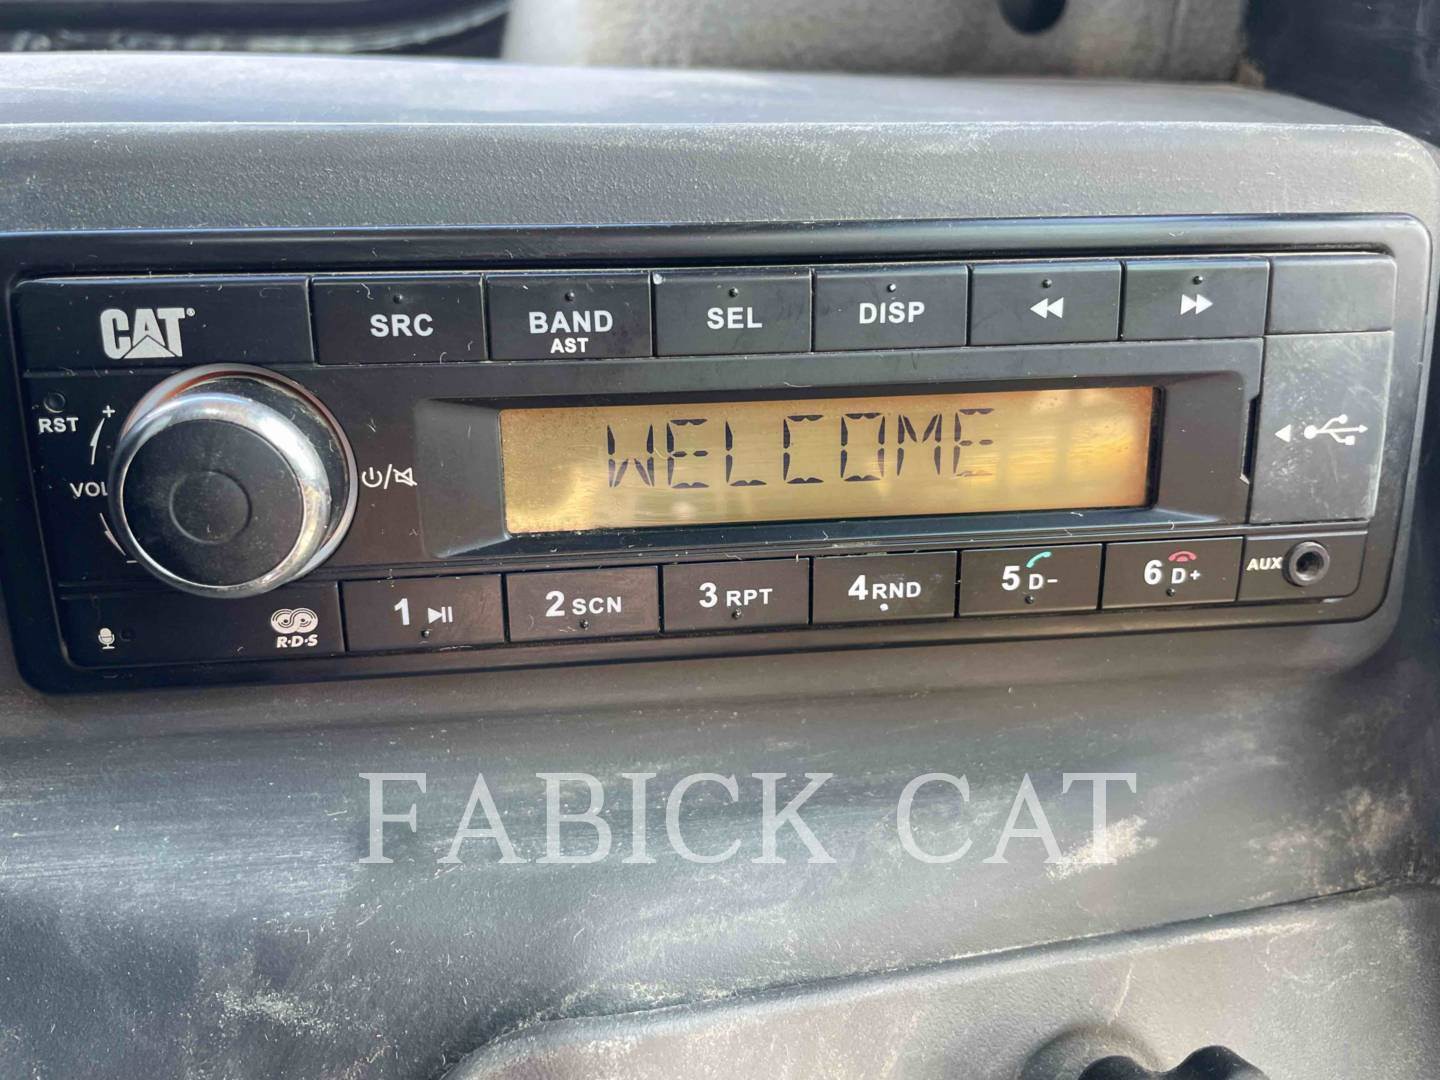 CAT®
SRC
BAND
AST
SEL
DISP
RST
+
VOL
-
WELCOME
1
2 SCN
3 RPT
4 RND
5 D-
6 D+
AUX
R·D·S
FABICK CAT